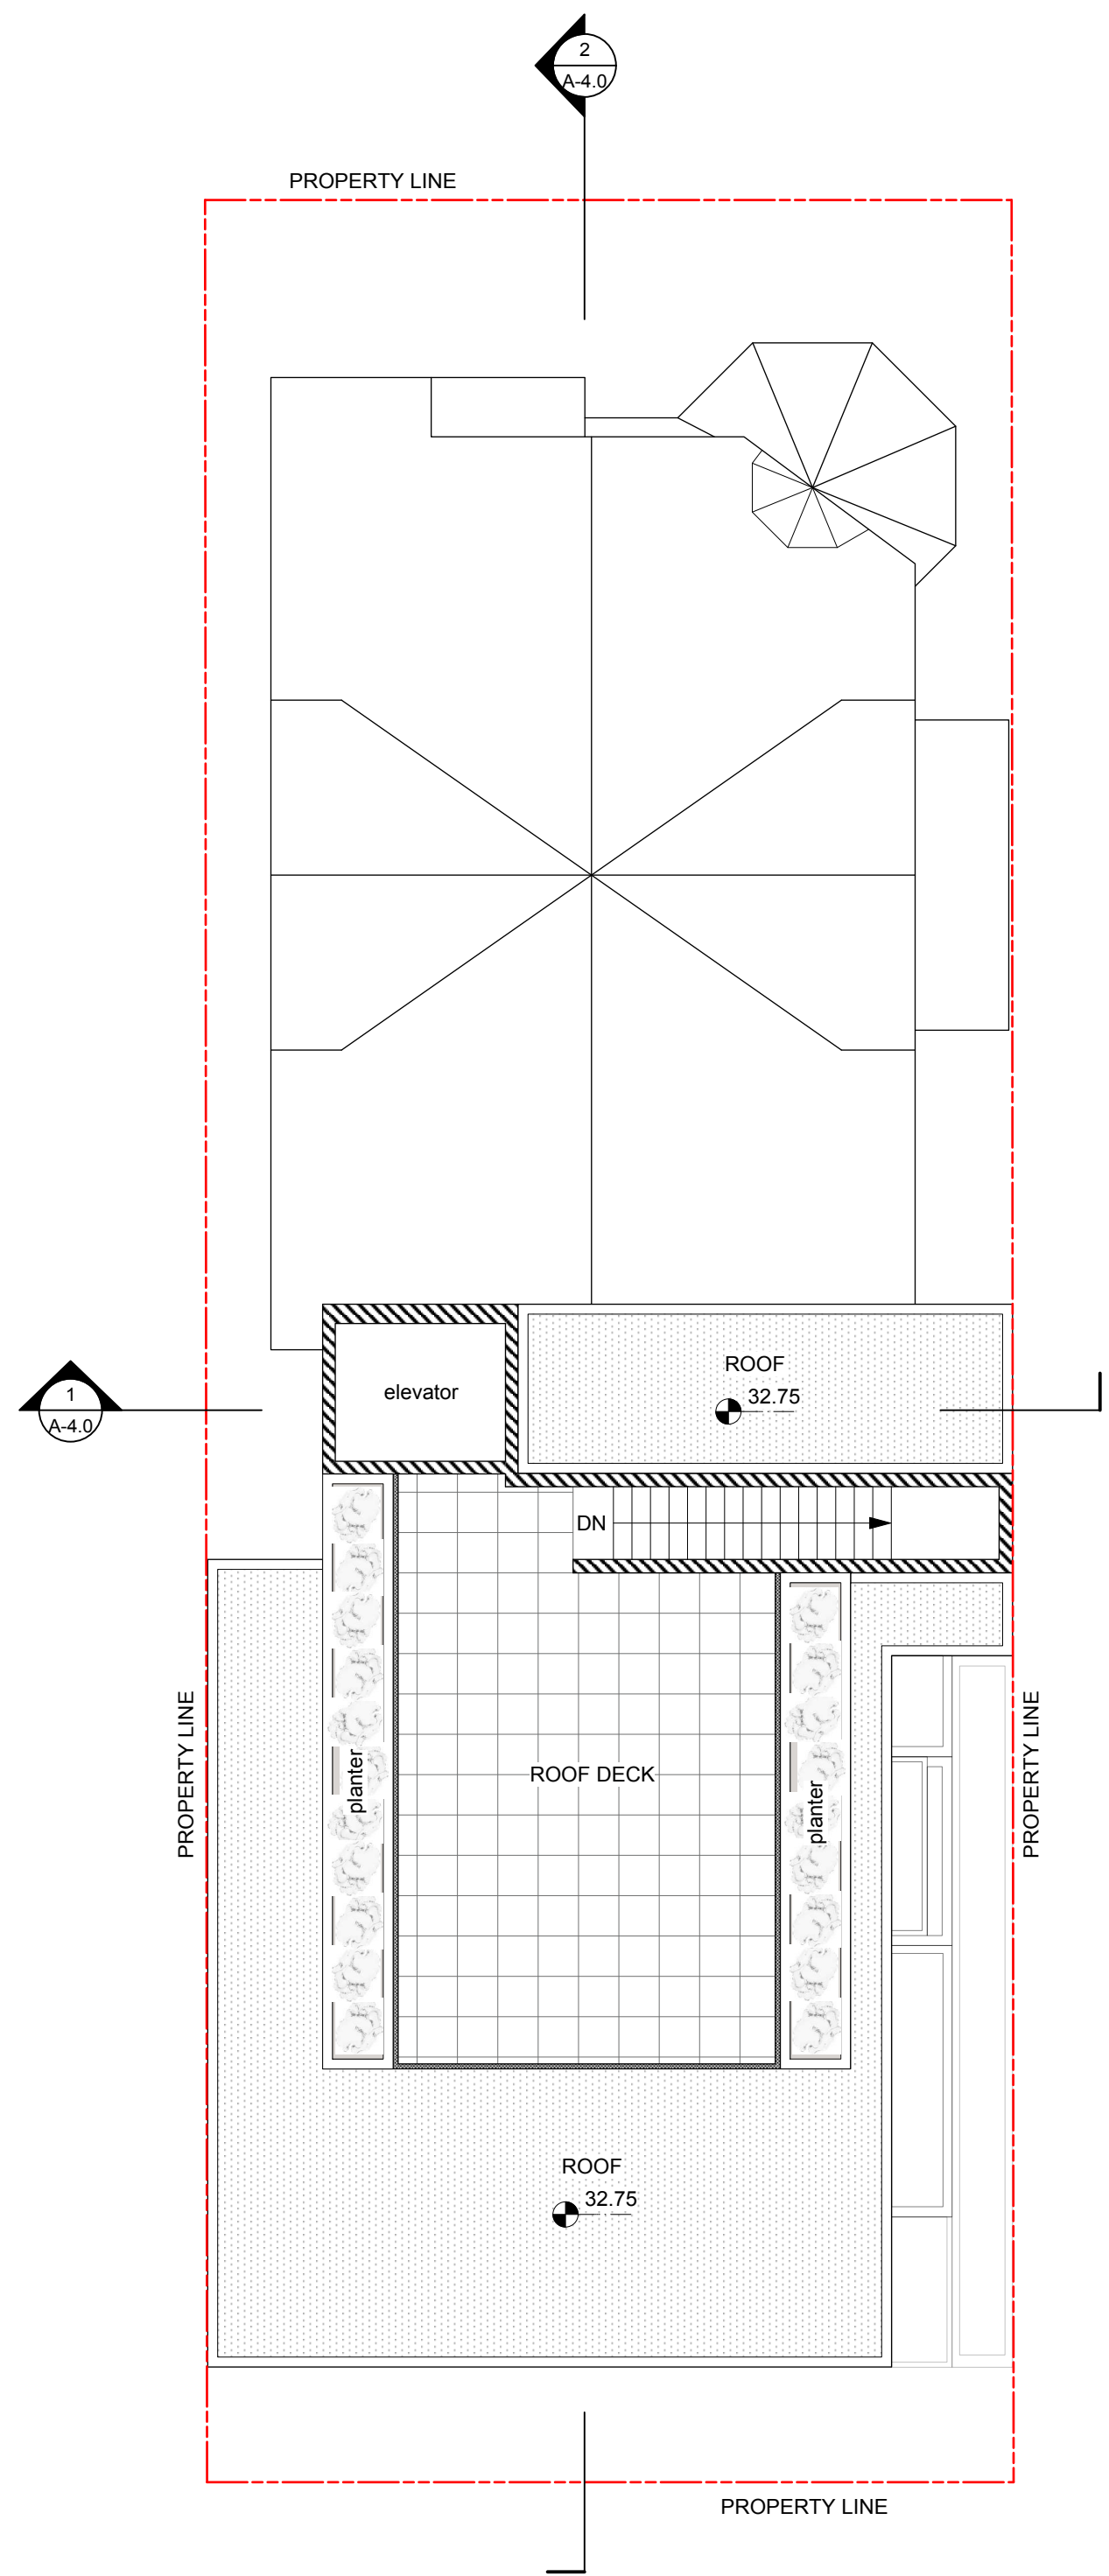 2
A-4.0
PROPERTY LINE
ROOF
32.75
elevator
1
A-4.0
DN
PROPERTY LINE
planter
ROOF DECK
planter
PROPERTY LINE
ROOF
32.75
PROPERTY LINE